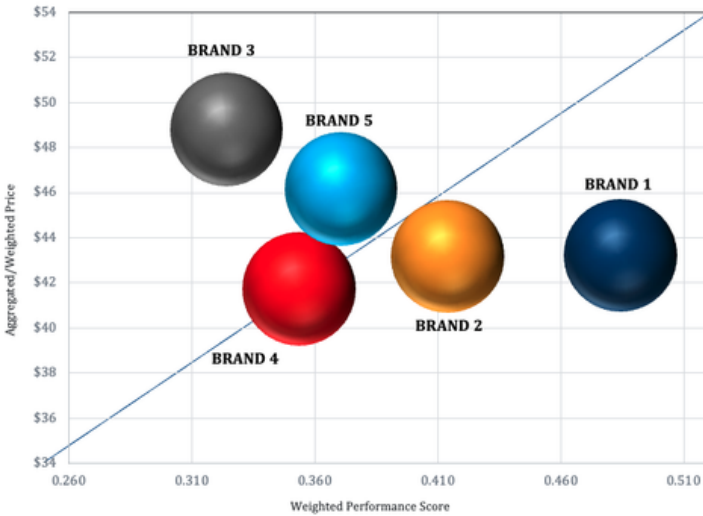 $54
$52
$50
$48
$46
$44
$42
$40
$38
$36
$34
Aggregated/Weighted Price
BRAND 3
BRAND 5
BRAND 1
BRAND 2
BRAND 4
0.260 0.310 0.360 0.410 0.460 0.510
Weighted Performance Score